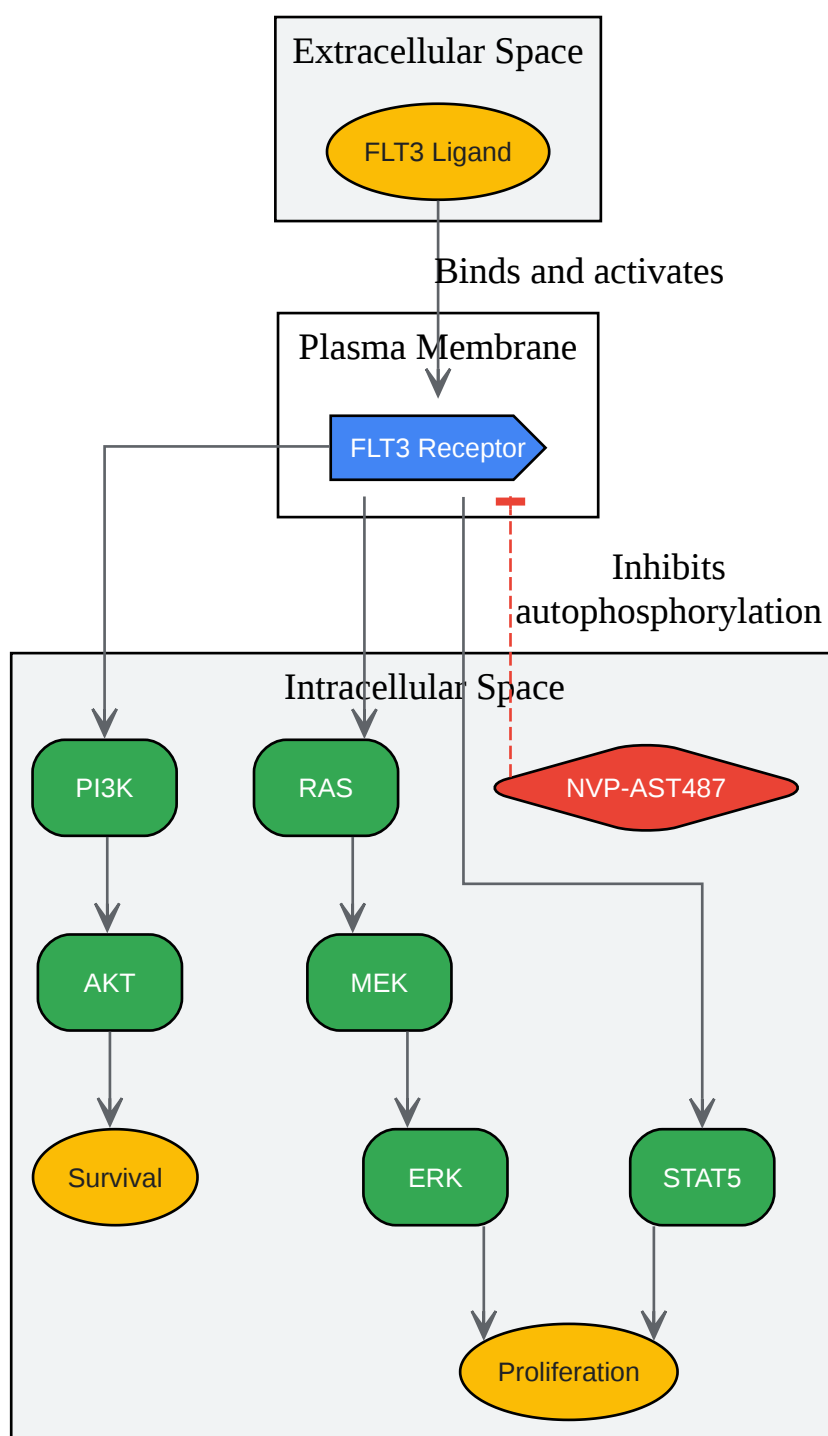 Extracellular Space
FLT3 Ligand
Binds and activates
Plasma Membrane
FLT3 Receptor
Inhibits
autophosphorylation
Intracellular Space
PI3K
RAS
NVP-AST487
AKT
MEK
Survival
ERK
STAT5
Proliferation